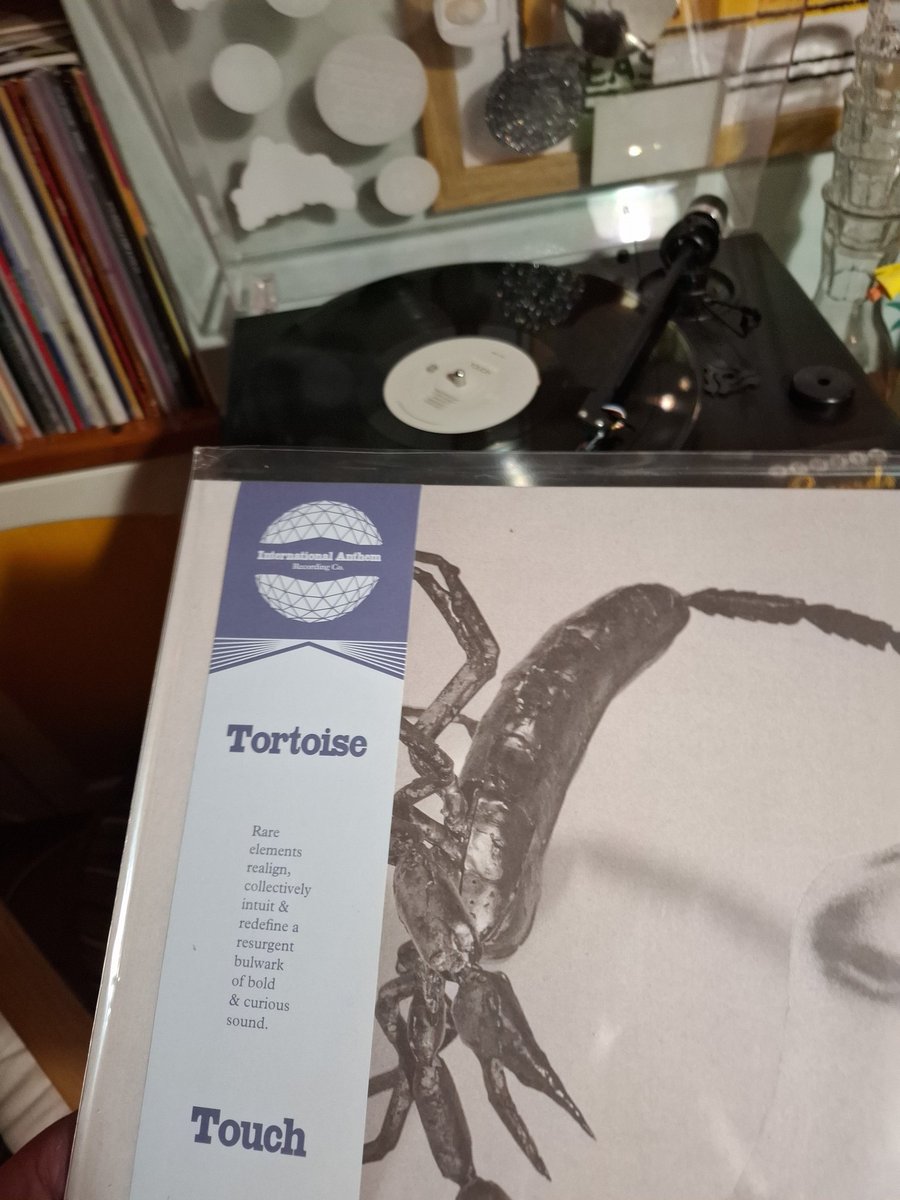 International Anthem
Recording Co.
Tortoise
Rare
elements
realign,
collectively
intuit &
redefine a
resurgent
bulwark
of bold
& curious
sound.
Touch